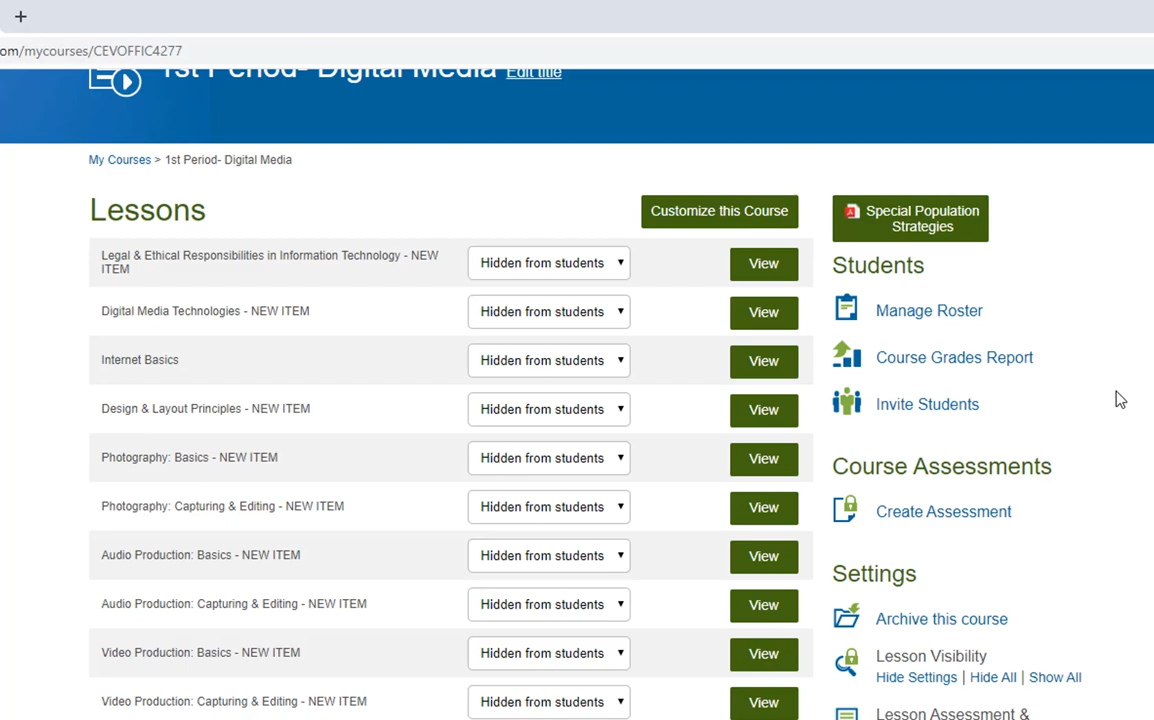 om/mycourses/CEVOFFIC4277
1st Period- Digital Media Edit title
My Courses > 1st Period- Digital Media
Lessons
Customize this Course
Legal & Ethical Responsibilities in Information Technology - NEW
ITEM
Hidden from students
View
Digital Media Technologies - NEW ITEM
Hidden from students
View
Internet Basics
Hidden from students
View
Design & Layout Principles - NEW ITEM
Hidden from students
View
Photography: Basics - NEW ITEM
Hidden from students
View
Photography: Capturing & Editing - NEW ITEM
Hidden from students
View
Audio Production: Basics - NEW ITEM
Hidden from students
View
Audio Production: Capturing & Editing - NEW ITEM
Hidden from students
View
Video Production: Basics - NEW ITEM
Hidden from students
View
Video Production: Capturing & Editing - NEW ITEM
Hidden from students
View
Special Population
Strategies
Students
Manage Roster
Course Grades Report
Invite Students
Course Assessments
Create Assessment
Settings
Archive this course
Lesson Visibility
Hide Settings | Hide All | Show All
Lesson Assessment &